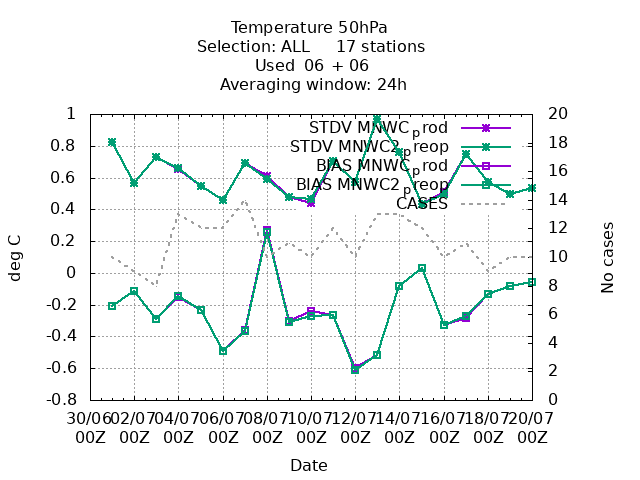 Temperature 50hPa
Selection: ALL 17 stations
Used 06 + 06
Averaging window: 24h
STDV MNWC_prod
STDV MNWC2_preop
BIAS MNWC_prod
BIAS MNWC2_preop
CASES
deg C
1
0.8
0.6
0.4
0.2
0
-0.2
-0.4
-0.6
-0.8
No cases
20
18
16
14
12
10
8
6
4
2
0
30/06 02/07 04/07 06/07 08/07 10/07 12/07 14/07 16/07 18/07 20/07
00Z 00Z 00Z 00Z 00Z 00Z 00Z 00Z 00Z 00Z 00Z
Date